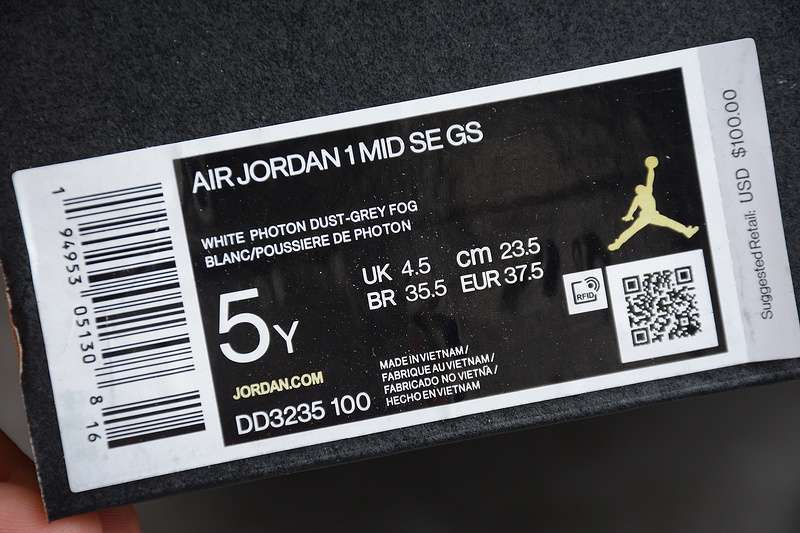 AIR JORDAN 1 MID SE GS
WHITE PHOTON DUST-GREY FOG
BLANC/POUSSIERE DE PHOTON
5Y
UK 4.5 cm 23.5
BR 35.5 EUR 37.5
RFID
JORDAN.COM
DD3235 100
MADE IN VIETNAM/
FABRIQUE AU VIETNAM/
FABRICADO NO VIETNÃ/
HECHO EN VIETNAM
1 94953 05130 8 16
Suggested Retail: USD $100.00